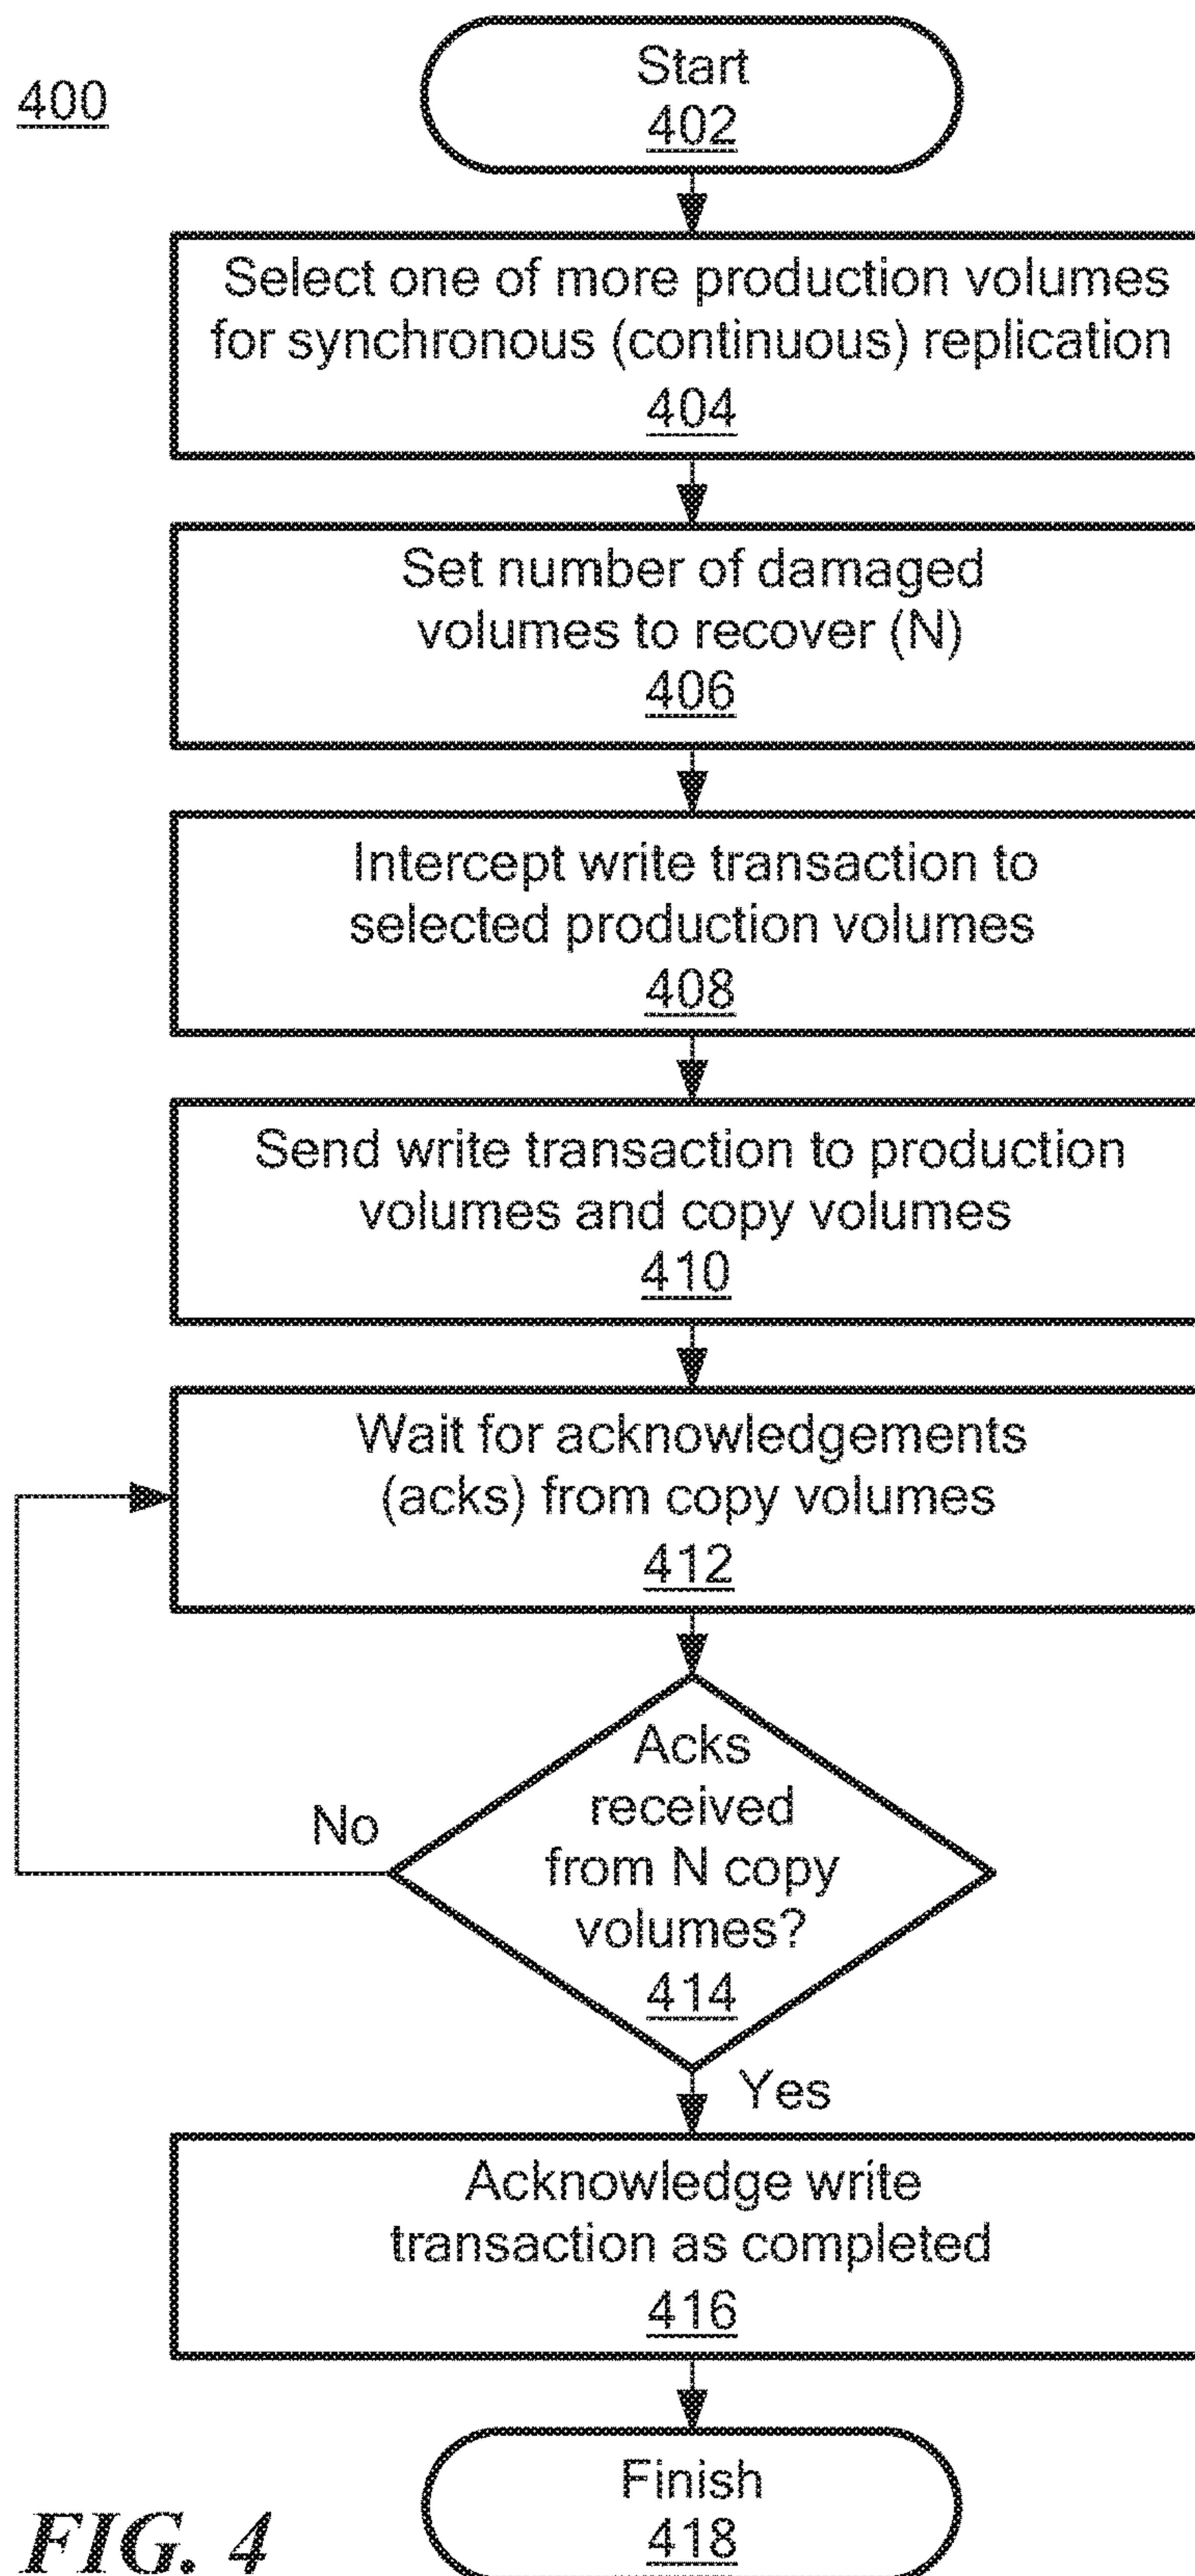 400
Start
402
Select one of more production volumes
for synchronous (continuous) replication
404
Set number of damaged
volumes to recover (N)
406
Intercept write transaction to
selected production volumes
408
Send write transaction to production
volumes and copy volumes
410
Wait for acknowledgements
(acks) from copy volumes
412
Acks
received
from N copy
volumes?
414
No
Yes
Acknowledge write
transaction as completed
416
Finish
418
FIG. 4